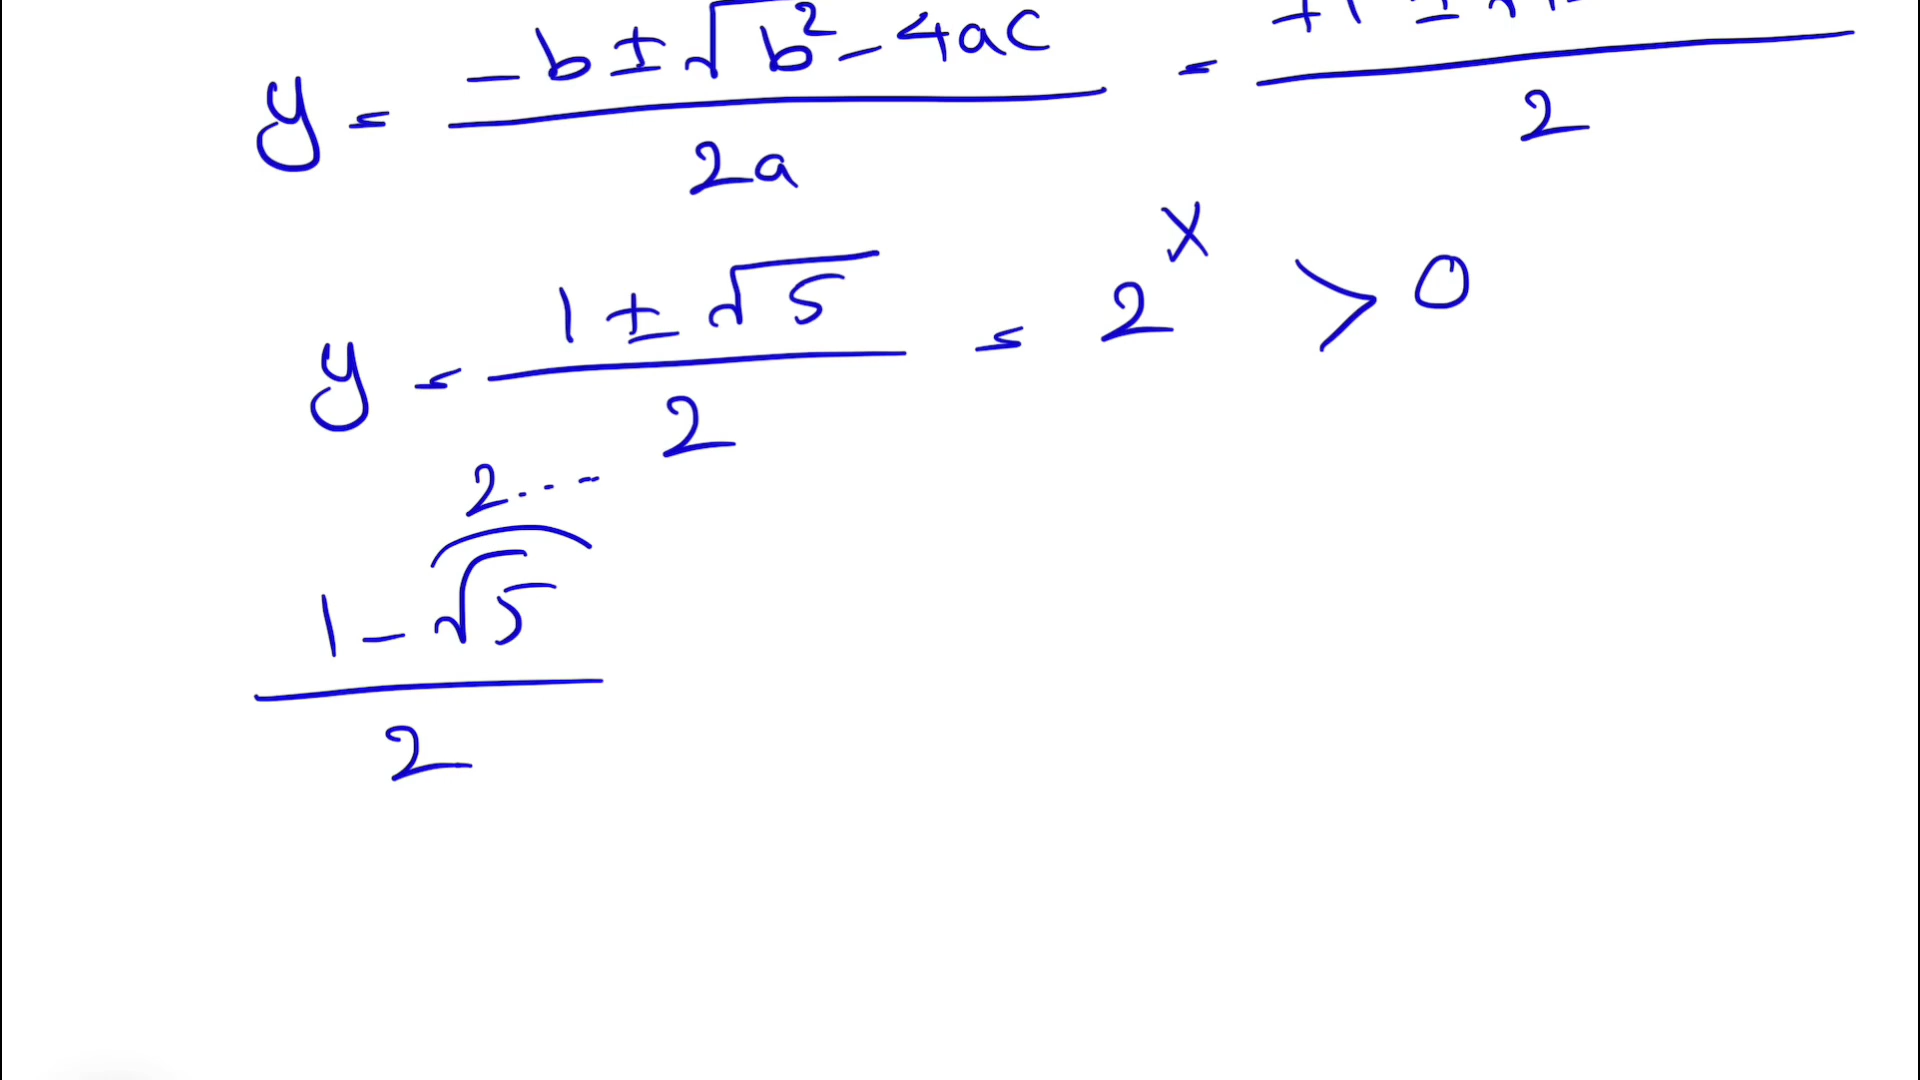 y = (-b ± √(b² - 4ac)) / 2a = / 2
y = (1 ± √5) / 2 = 2^x > 0
2....
(1 - √5) / 2